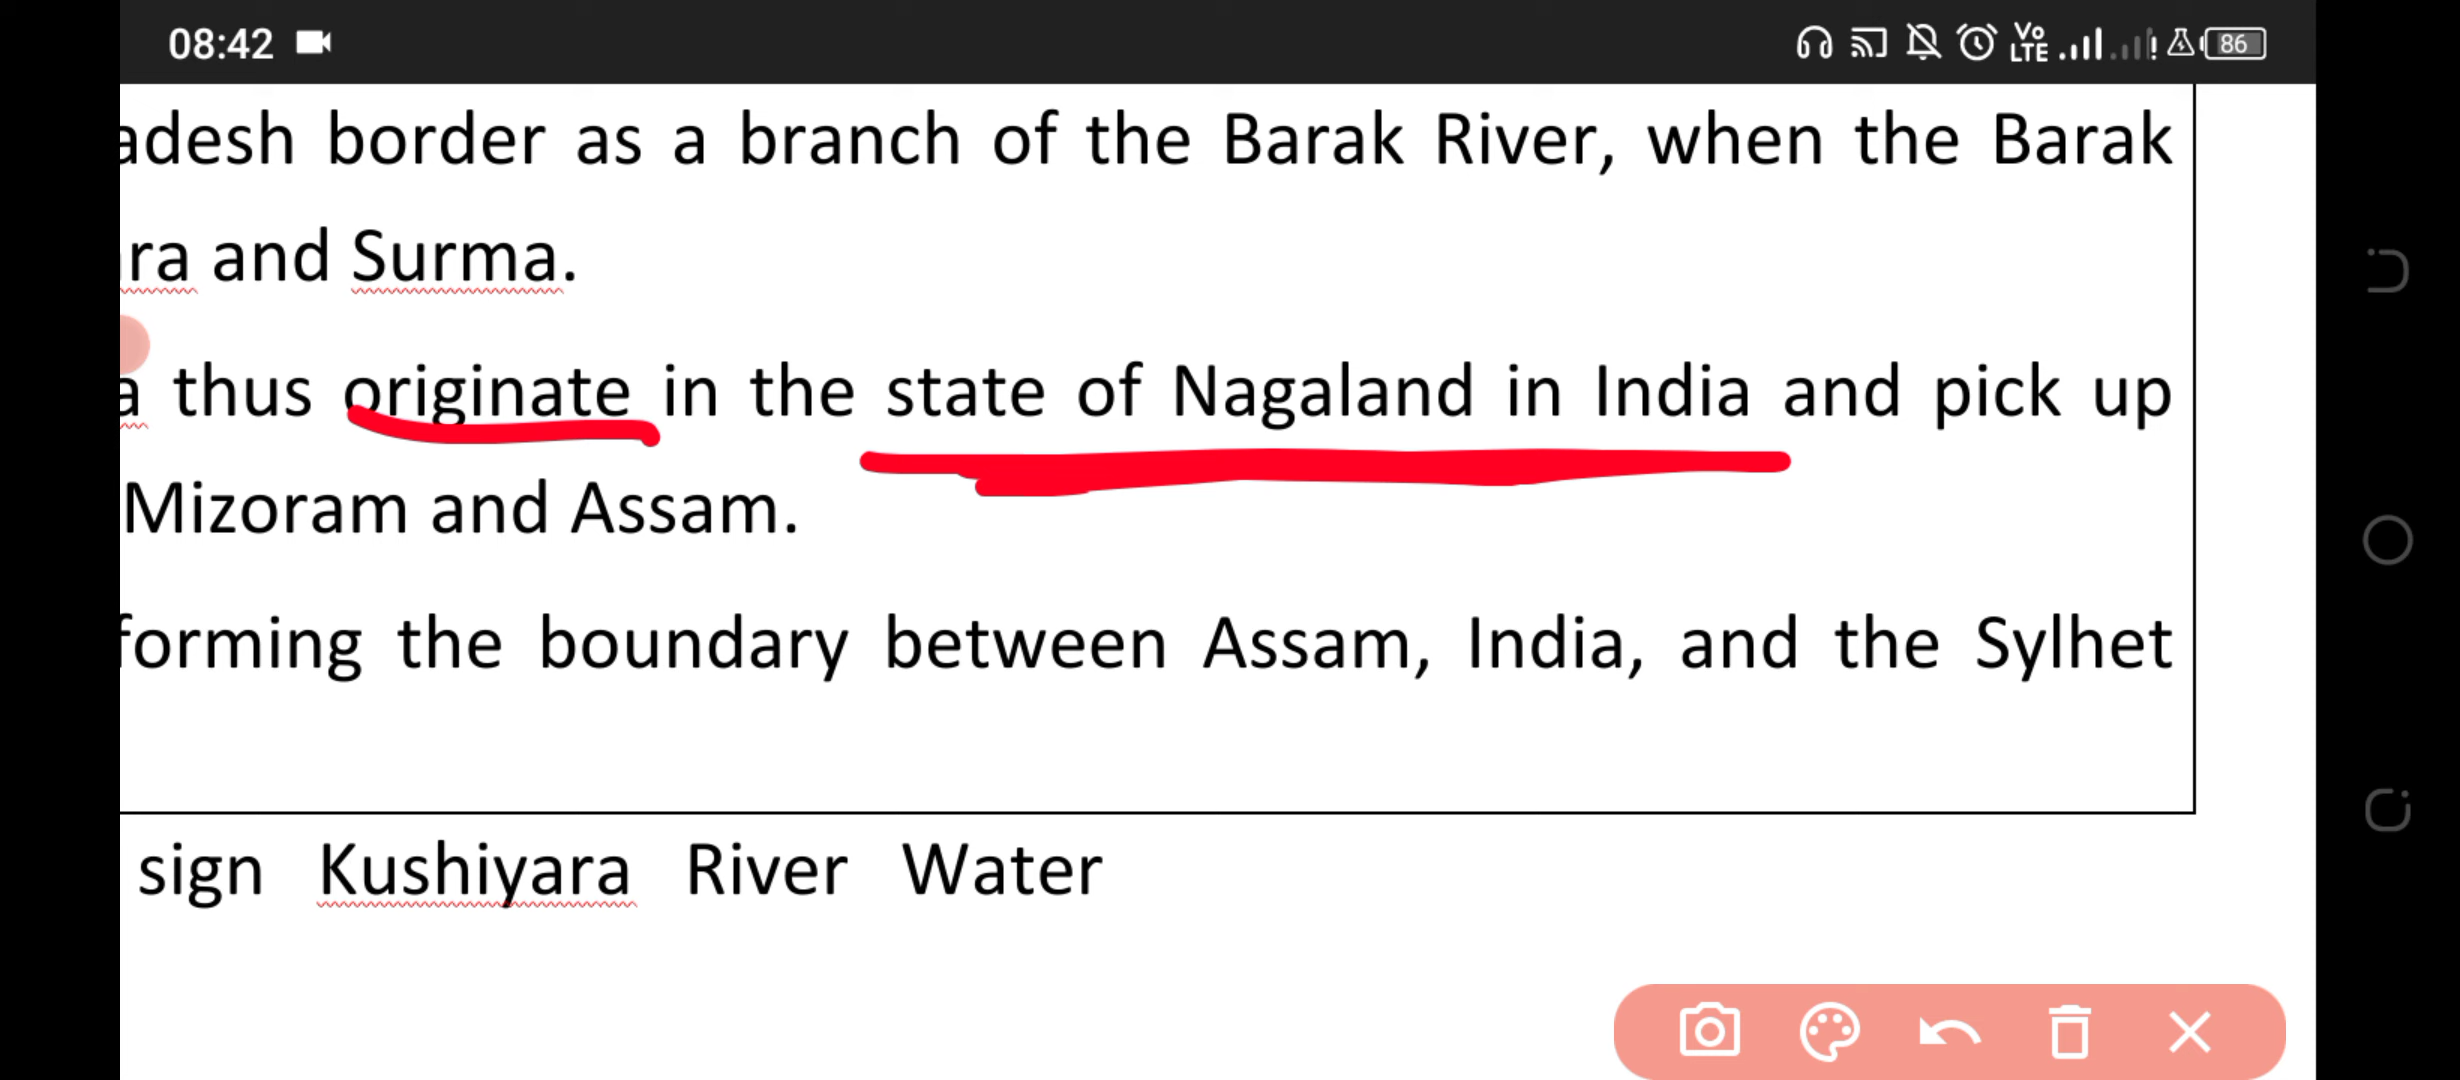 08:42 Vo LTE 86
adesh border as a branch of the Barak River, when the Barak
ra and Surma.
a thus originate in the state of Nagaland in India and pick up
Mizoram and Assam.
forming the boundary between Assam, India, and the Sylhet
sign Kushiyara River Water